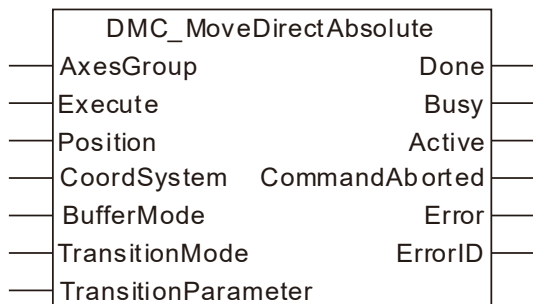 DMC_MoveDirectAbsolute
AxesGroup Done
Execute Busy
Position Active
CoordSystem CommandAborted
BufferMode Error
TransitionMode ErrorID
TransitionParameter